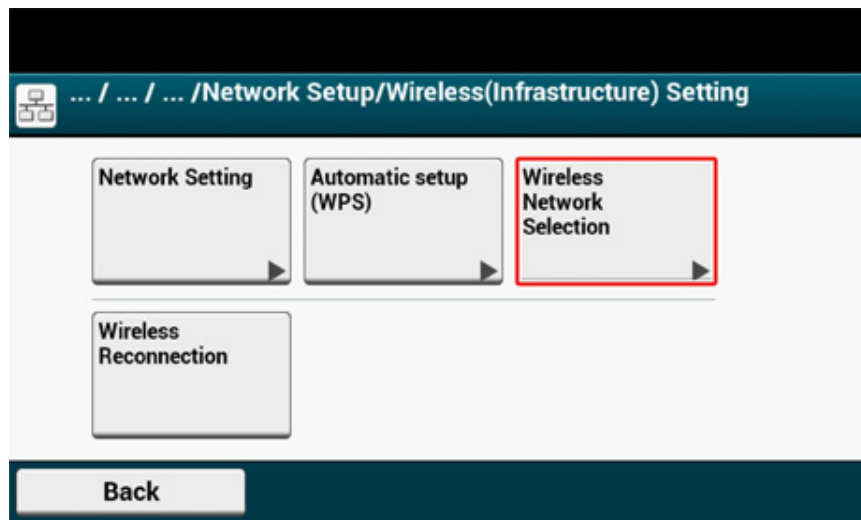 ... / ... / ... /Network Setup/Wireless(Infrastructure) Setting
Network Setting
Automatic setup
(WPS)
Wireless
Network
Selection
Wireless
Reconnection
Back